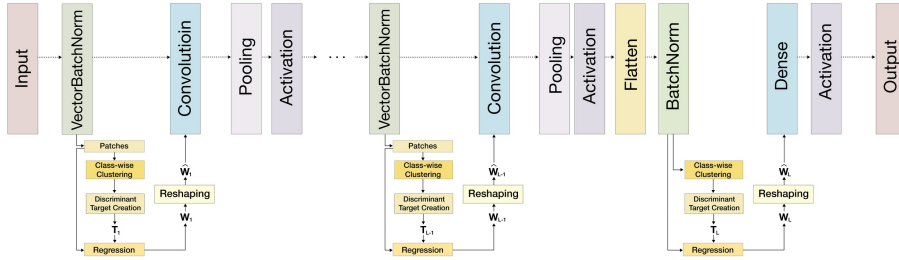 Input
VectorBatchNorm
Convolutioin
Pooling
Activation
. . .
VectorBatchNorm
Convolution
Pooling
Activation
Flatten
BatchNorm
Dense
Activation
Output
Patches
Class-wise
Clustering
Discriminant
Target Creation
T1
Regression
Ŵ1
Reshaping
W1
Patches
Class-wise
Clustering
Discriminant
Target Creation
TL-1
Regression
ŴL-1
Reshaping
WL-1
Class-wise
Clustering
Discriminant
Target Creation
TL
Regression
ŴL
Reshaping
WL